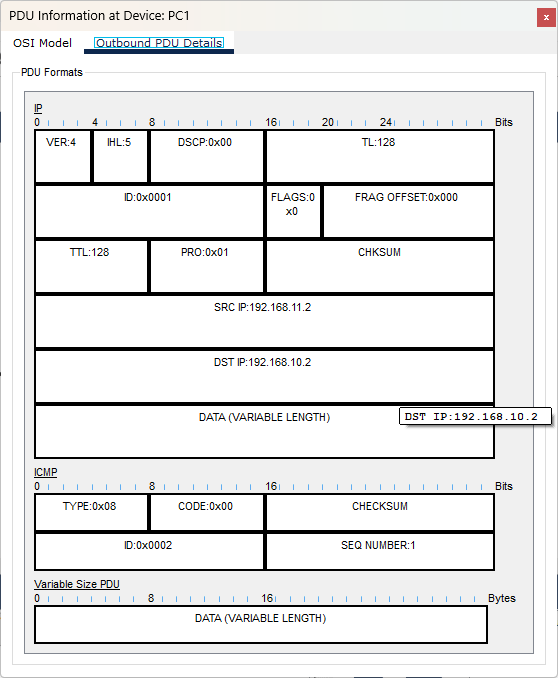 PDU Information at Device: PC1
x
OSI Model Outbound PDU Details
PDU Formats
IP
0 4 8 16 20 24 Bits
VER:4 IHL:5 DSCP:0x00 TL:128
ID:0x0001 FLAGS:0 FRAG OFFSET:0x000
x0
TTL:128 PRO:0x01 CHKSUM
SRC IP:192.168.11.2
DST IP:192.168.10.2
DATA (VARIABLE LENGTH) DST IP:192.168.10.2
ICMP
0 8 16 Bits
TYPE:0x08 CODE:0x00 CHECKSUM
ID:0x0002 SEQ NUMBER:1
Variable Size PDU
0 8 16 Bytes
DATA (VARIABLE LENGTH)